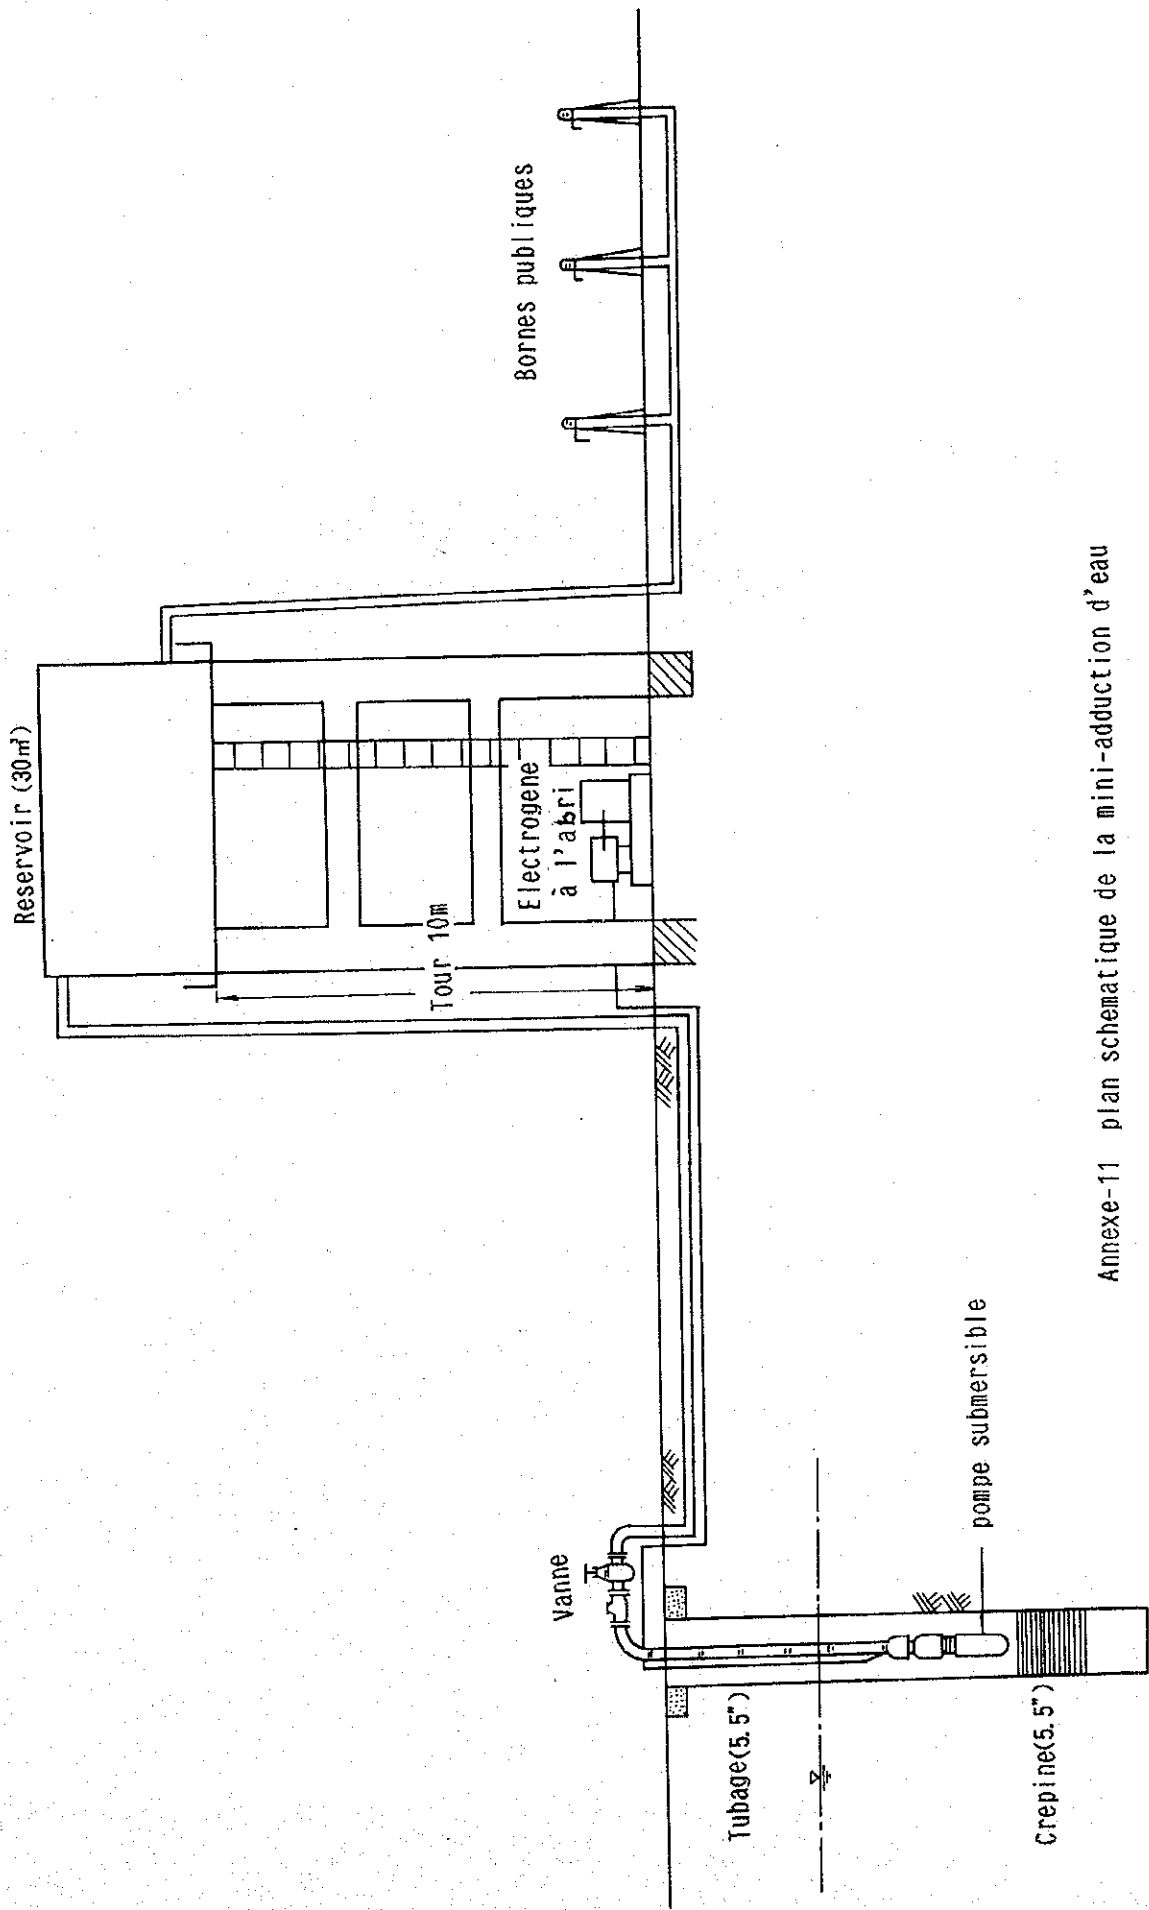 Reservoir (30㎥)
Bornes publiques
Electrogene
à l'abri
Tour 10m
Vanne
Tubage(5.5")
pompe submersible
Crepine(5.5")
Annexe-11 plan schematique de la mini-adduction d'eau